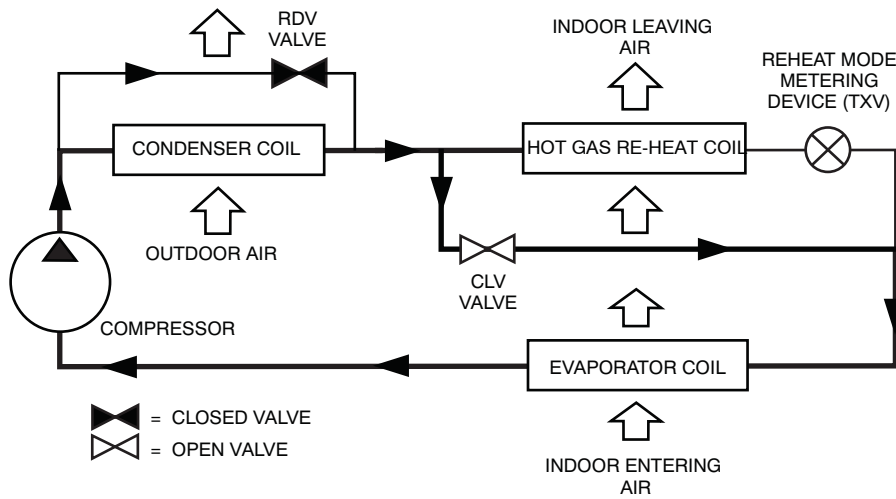 RDV
VALVE
INDOOR LEAVING
AIR
REHEAT MODE
METERING
DEVICE (TXV)
CONDENSER COIL
HOT GAS RE-HEAT COIL
OUTDOOR AIR
CLV
VALVE
COMPRESSOR
EVAPORATOR COIL
= CLOSED VALVE
= OPEN VALVE
INDOOR ENTERING
AIR